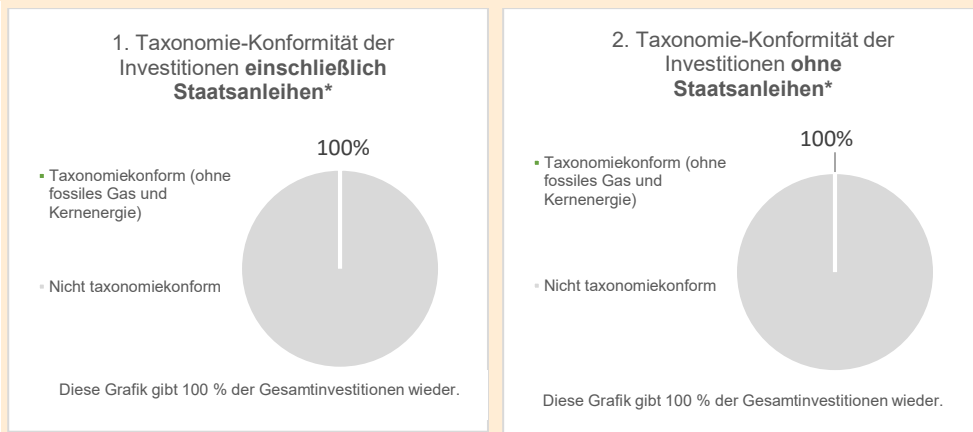 1. Taxonomie-Konformität der
Investitionen einschließlich
Staatsanleihen*
100%
Taxonomiekonform (ohne
fossiles Gas und
Kernenergie)
Nicht taxonomiekonform
Diese Grafik gibt 100 % der Gesamtinvestitionen wieder.
2. Taxonomie-Konformität der
Investitionen ohne
Staatsanleihen*
100%
Taxonomiekonform (ohne
fossiles Gas und
Kernenergie)
Nicht taxonomiekonform
Diese Grafik gibt 100 % der Gesamtinvestitionen wieder.